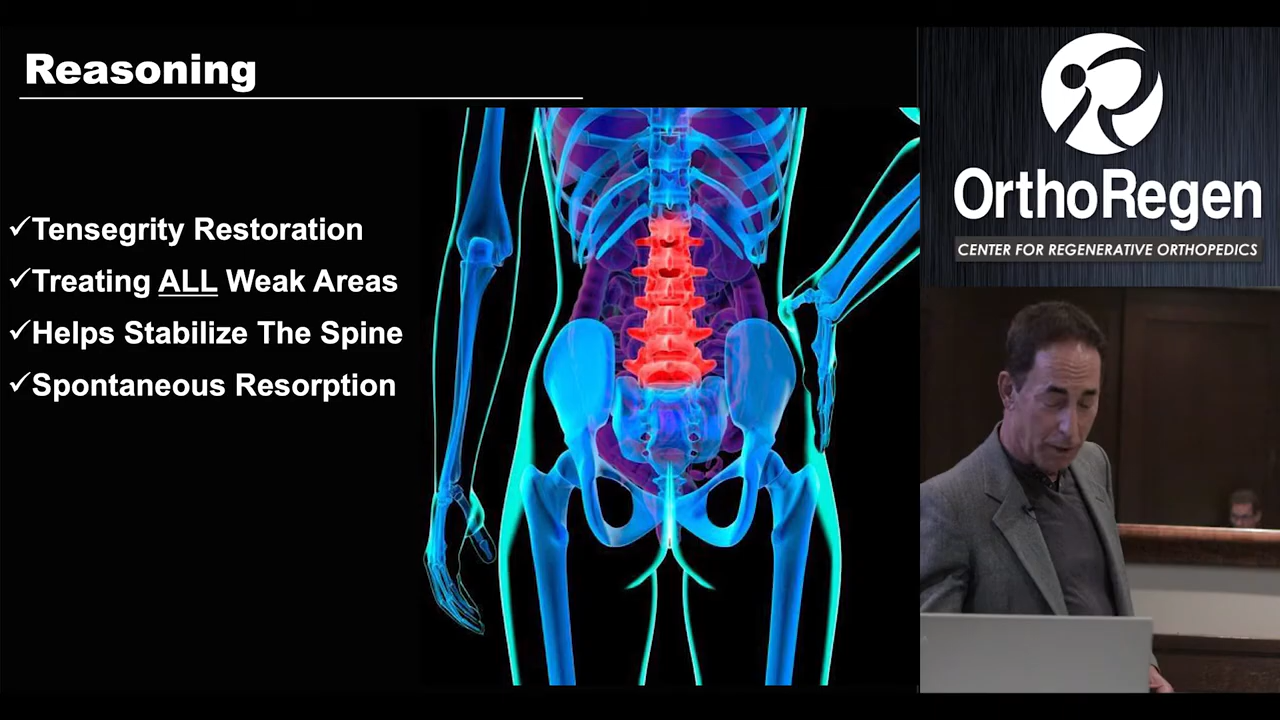 Reasoning
✓Tensegrity Restoration
✓Treating ALL Weak Areas
✓Helps Stabilize The Spine
✓Spontaneous Resorption
OrthoRegen
CENTER FOR REGENERATIVE ORTHOPEDICS